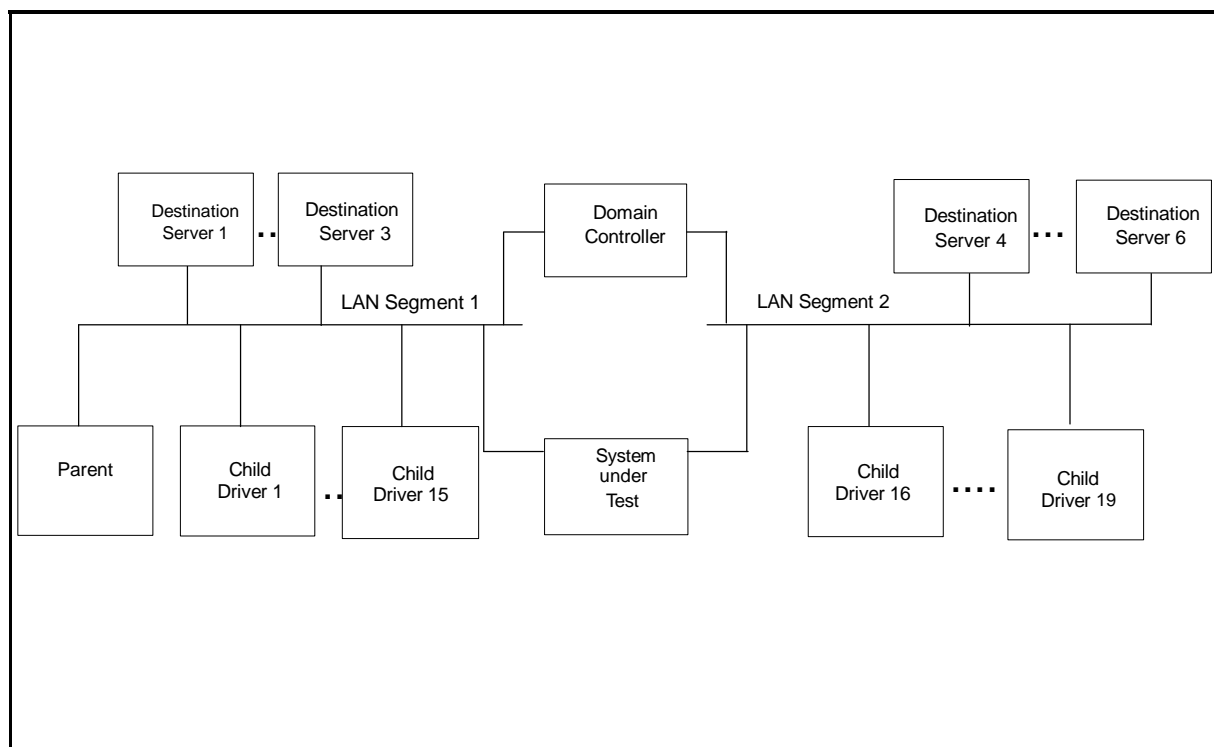 Destination
Server 1
..
Destination
Server 3
Domain
Controller
Destination
Server 4
...
Destination
Server 6
LAN Segment 1
LAN Segment 2
Parent
Child
Driver 1
..
Child
Driver 15
System
under
Test
Child
Driver 16
....
Child
Driver 19